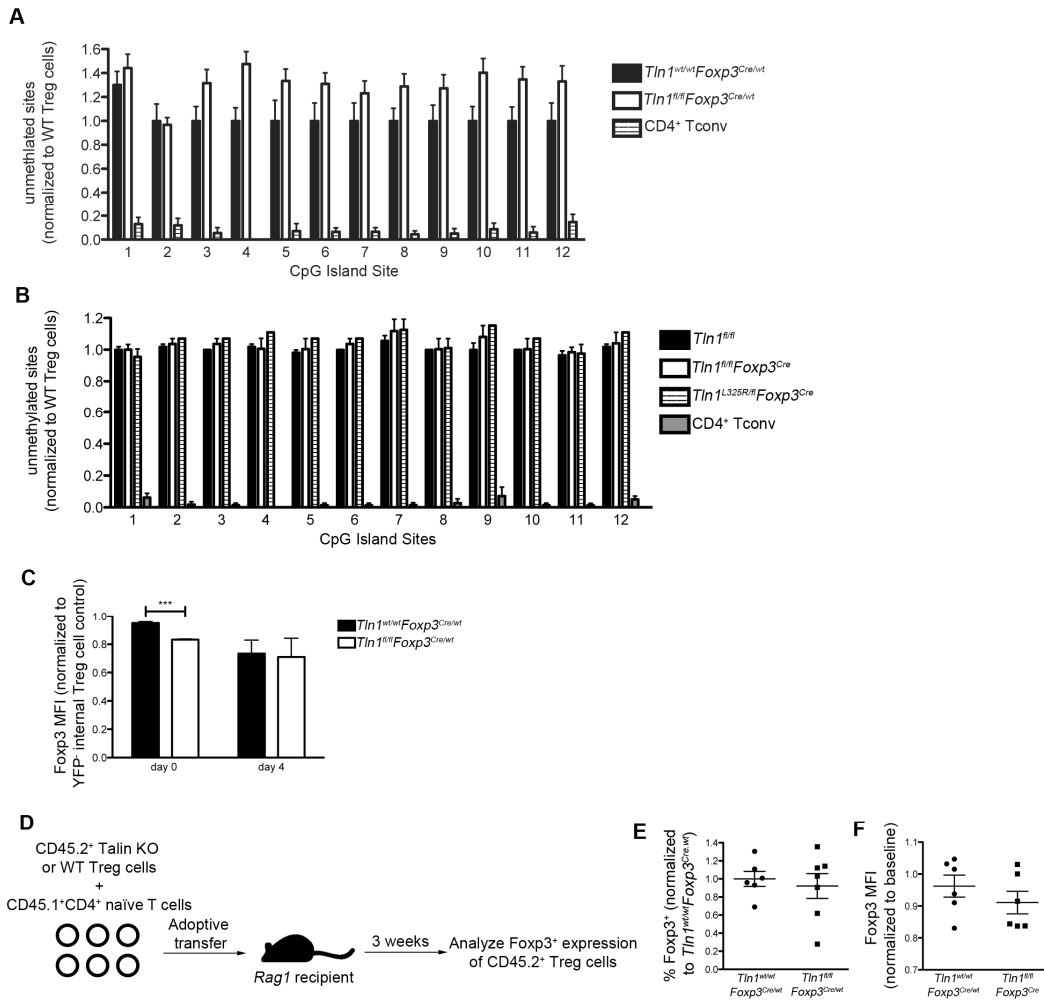 A
unmethlated sites
(normalized to WT Treg cells)
1.6
1.4
1.2
1.0
0.8
0.6
0.4
0.2
0.0
1 2 3 4 5 6 7 8 9 10 11 12
CpG Island Site
Tln1wt/wtFoxp3Cre/wt
Tln1fl/flFoxp3Cre/wt
CD4+ Tconv
B
unmethylated sites
(normalized to WT Treg cells)
1.2
1.0
0.8
0.6
0.4
0.2
0.0
1 2 3 4 5 6 7 8 9 10 11 12
CpG Island Sites
Tln1fl/fl
Tln1fl/flFoxp3Cre
Tln1L325R/flFoxp3Cre
CD4+ Tconv
C
Foxp3 MFI (normalized to
YFP- internal Treg cell control)
1.0
0.8
0.6
0.4
0.2
0.0
***
day 0 day 4
Tln1wt/wtFoxp3Cre/wt
Tln1fl/flFoxp3Cre/wt
D
CD45.2+ Talin KO
or WT Treg cells
+
CD45.1+CD4+ naïve T cells
Adoptive
transfer
Rag1 recipient
3 weeks
Analyze Foxp3+ expression
of CD45.2+ Treg cells
E
% Foxp3+ (normalized
to Tln1wt/wtFoxp3Cre.wt)
1.4
1.2
1.0
0.8
0.6
0.4
0.2
0.0
Tln1wt/wt Tln1fl/fl
Foxp3Cre/wt Foxp3Cre/wt
F
Foxp3 MFI
(normalized to baseline)
1.1
1.0
0.9
0.8
0.7
Tln1wt/wt Tln1fl/fl
Foxp3Cre/wt Foxp3Cre